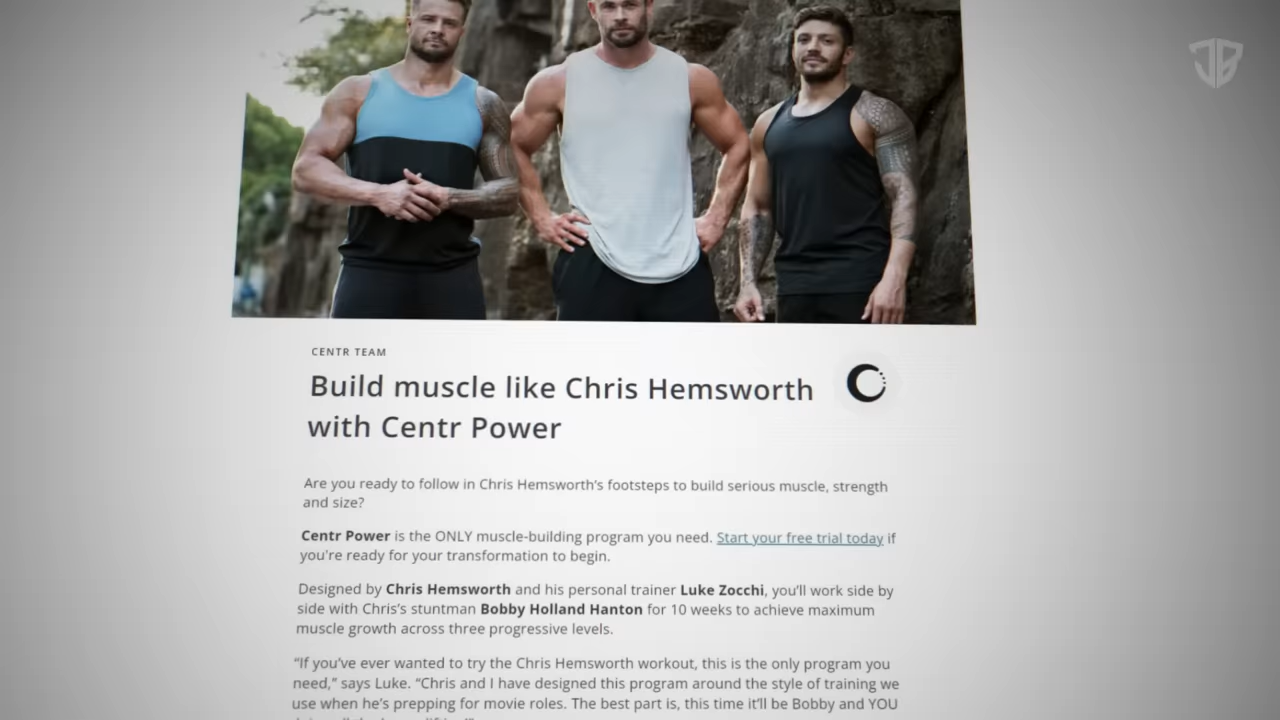 CENTR TEAM
Build muscle like Chris Hemsworth
with Centr Power
Are you ready to follow in Chris Hemsworth’s footsteps to build serious muscle, strength
and size?
Centr Power is the ONLY muscle-building program you need. Start your free trial today if
you're ready for your transformation to begin.
Designed by Chris Hemsworth and his personal trainer Luke Zocchi, you’ll work side by
side with Chris’s stuntman Bobby Holland Hanton for 10 weeks to achieve maximum
muscle growth across three progressive levels.
“If you’ve ever wanted to try the Chris Hemsworth workout, this is the only program you
need,” says Luke. “Chris and I have designed this program around the style of training we
use when he’s prepping for movie roles. The best part is, this time it’ll be Bobby and YOU